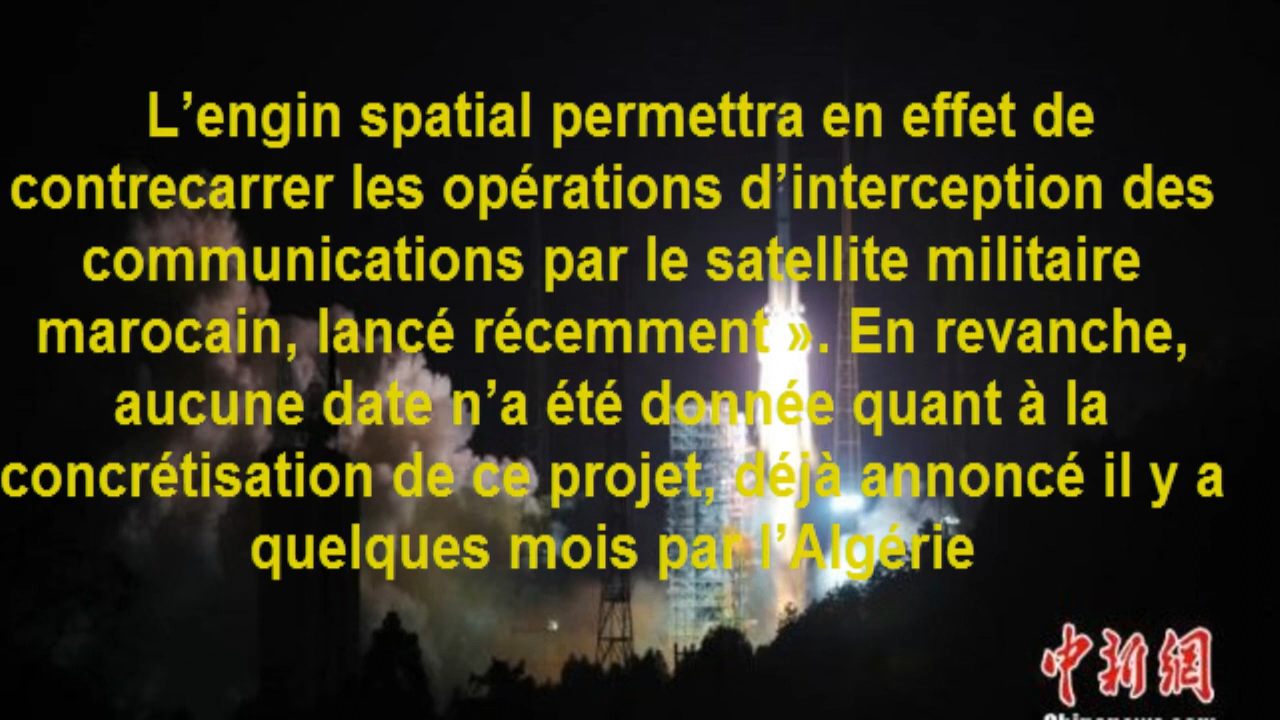 L’engin spatial permettra en effet de
contrecarrer les opérations d’interception des
communications par le satellite militaire
marocain, lancé récemment ». En revanche,
aucune date n’a été donnée quant à la
concrétisation de ce projet, déjà annoncé il y a
quelques mois par l’Algérie
中新網